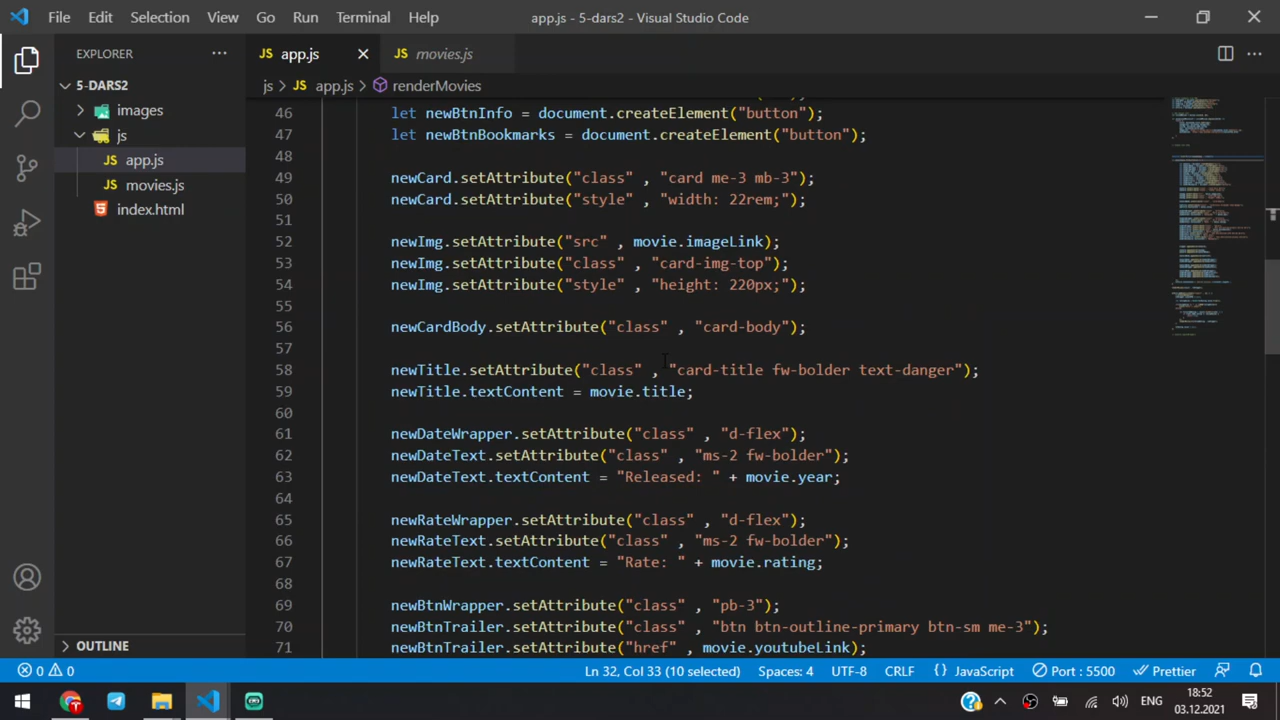 File Edit Selection View Go Run Terminal Help app.js - 5-dars2 - Visual Studio Code
EXPLORER ··· JS app.js × JS movies.js ···
5-DARS2
js > JS app.js > renderMovies
images
js
JS app.js
JS movies.js
index.html
46 let newBtnInfo = document.createElement("button");
47 let newBtnBookmarks = document.createElement("button");
48
49 newCard.setAttribute("class" , "card me-3 mb-3");
50 newCard.setAttribute("style" , "width: 22rem;");
51
52 newImg.setAttribute("src" , movie.imageLink);
53 newImg.setAttribute("class" , "card-img-top");
54 newImg.setAttribute("style" , "height: 220px;");
55
56 newCardBody.setAttribute("class" , "card-body");
57
58 newTitle.setAttribute("class" , "card-title fw-bolder text-danger");
59 newTitle.textContent = movie.title;
60
61 newDateWrapper.setAttribute("class" , "d-flex");
62 newDateText.setAttribute("class" , "ms-2 fw-bolder");
63 newDateText.textContent = "Released: " + movie.year;
64
65 newRateWrapper.setAttribute("class" , "d-flex");
66 newRateText.setAttribute("class" , "ms-2 fw-bolder");
67 newRateText.textContent = "Rate: " + movie.rating;
68
69 newBtnWrapper.setAttribute("class" , "pb-3");
70 newBtnTrailer.setAttribute("class" , "btn btn-outline-primary btn-sm me-3");
71 newBtnTrailer.setAttribute("href" , movie.youtubeLink);
OUTLINE
0 0 Ln 32, Col 33 (10 selected) Spaces: 4 UTF-8 CRLF {} JavaScript Port : 5500 Prettier
ENG 18:52
03.12.2021